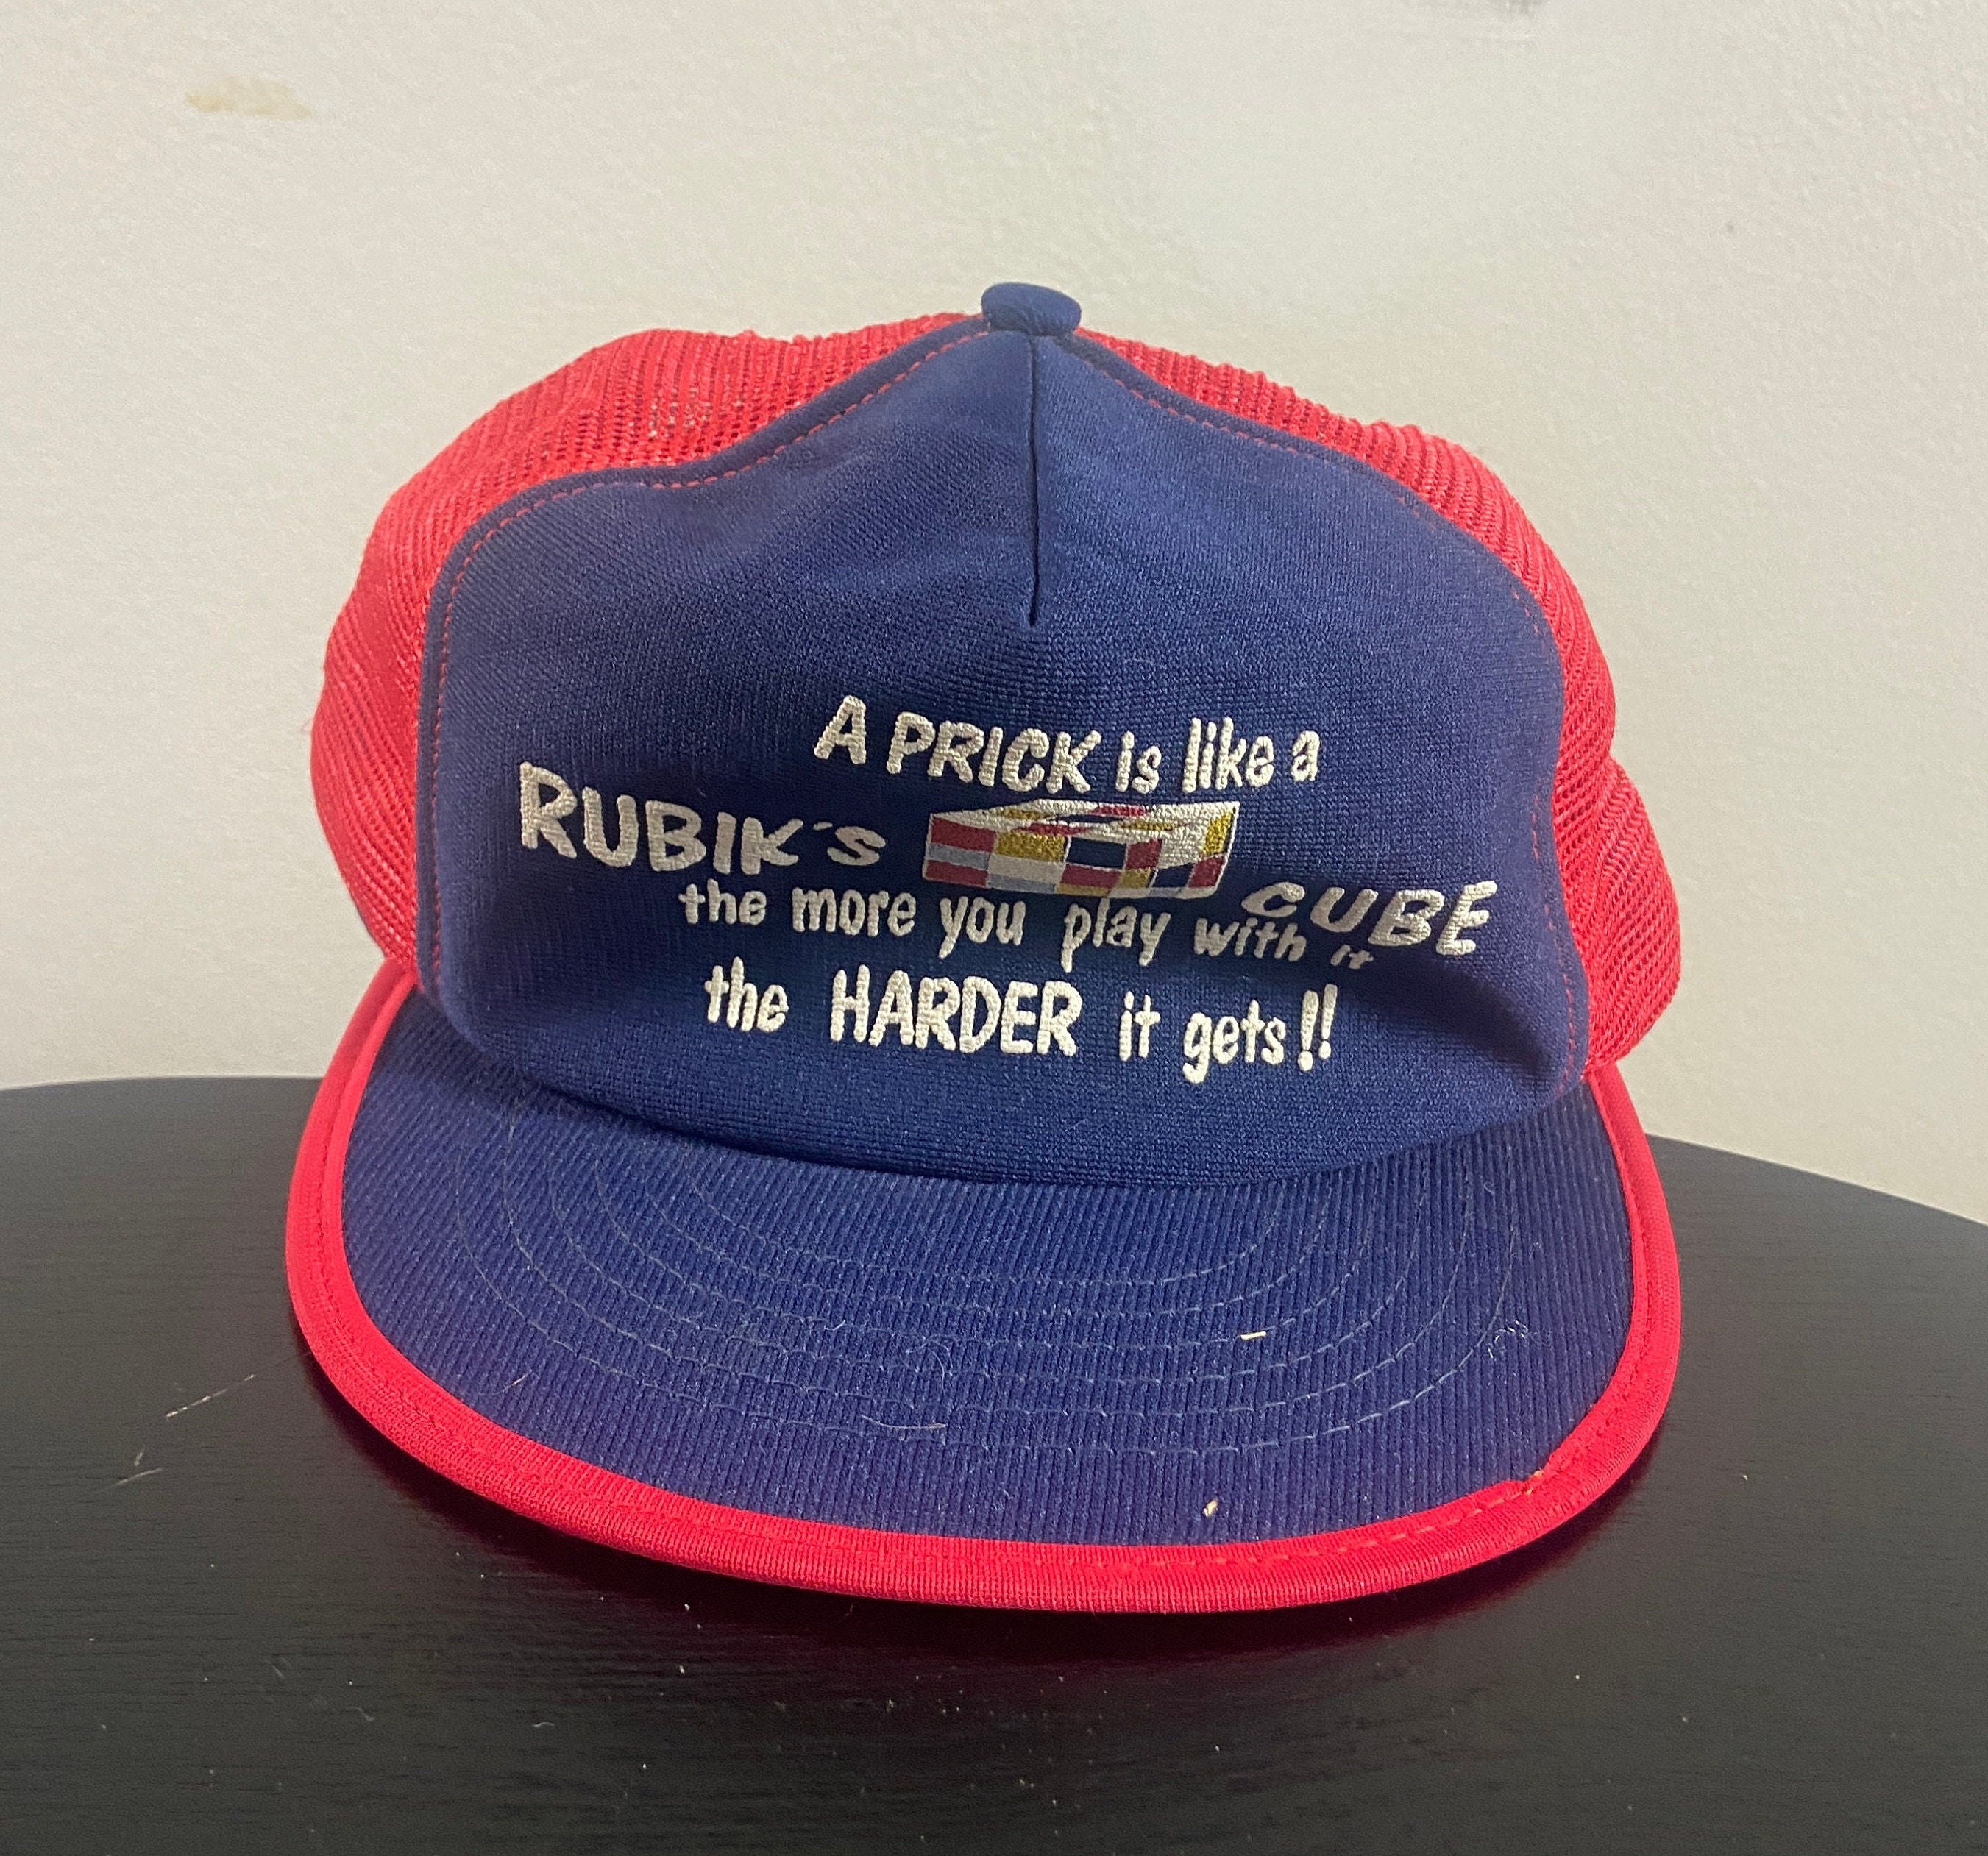 A PRICK is like a
RUBIK'S CUBE
the more you play with it
the HARDER it gets!!